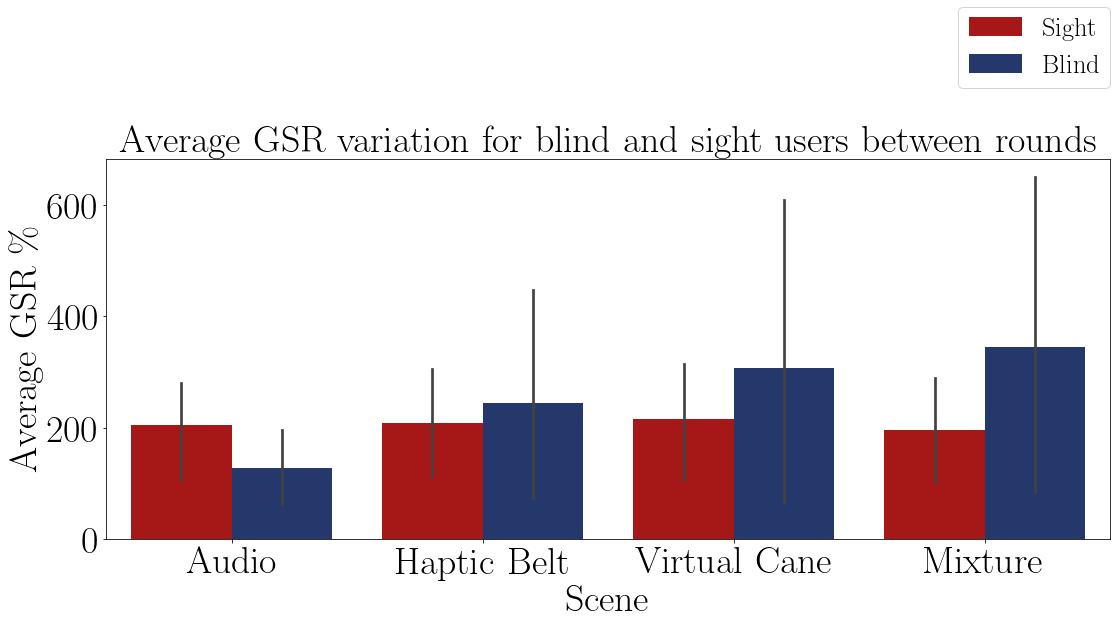 Sight
Blind
Average GSR variation for blind and sight users between rounds
Average GSR %
600
400
200
0
Audio
Haptic Belt
Virtual Cane
Mixture
Scene